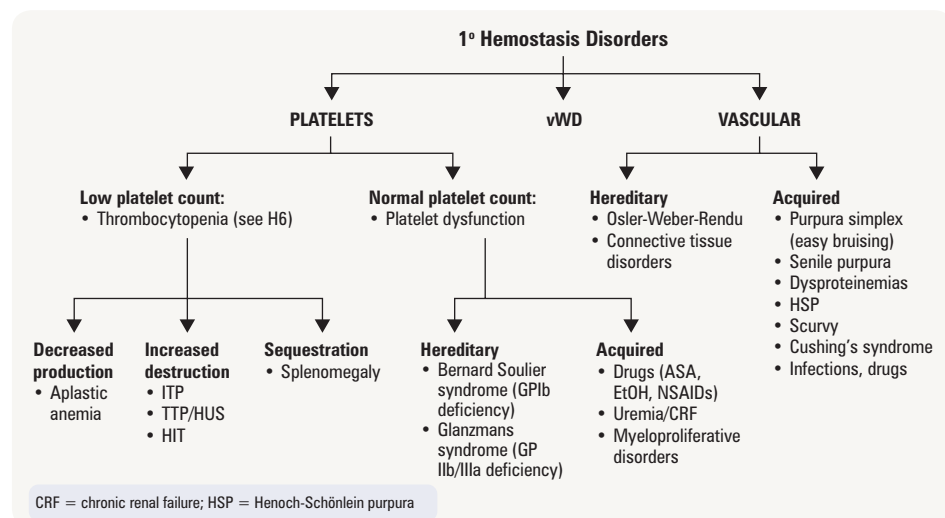 1º Hemostasis Disorders
PLATELETS
vWD
VASCULAR
Low platelet count:
• Thrombocytopenia (see H6)
Normal platelet count:
• Platelet dysfunction
Hereditary
• Osler-Weber-Rendu
• Connective tissue
disorders
Acquired
• Purpura simplex
(easy bruising)
• Senile purpura
• Dysproteinemias
• HSP
• Scurvy
• Cushing's syndrome
• Infections, drugs
Decreased
production
• Aplastic
anemia
Increased
destruction
• ITP
• TTP/HUS
• HIT
Sequestration
• Splenomegaly
Hereditary
• Bernard Soulier
syndrome (GPIb
deficiency)
• Glanzmans
syndrome (GP
IIb/IIIa deficiency)
Acquired
• Drugs (ASA,
EtOH, NSAIDs)
• Uremia/CRF
• Myeloproliferative
disorders
CRF = chronic renal failure; HSP = Henoch-Schönlein purpura